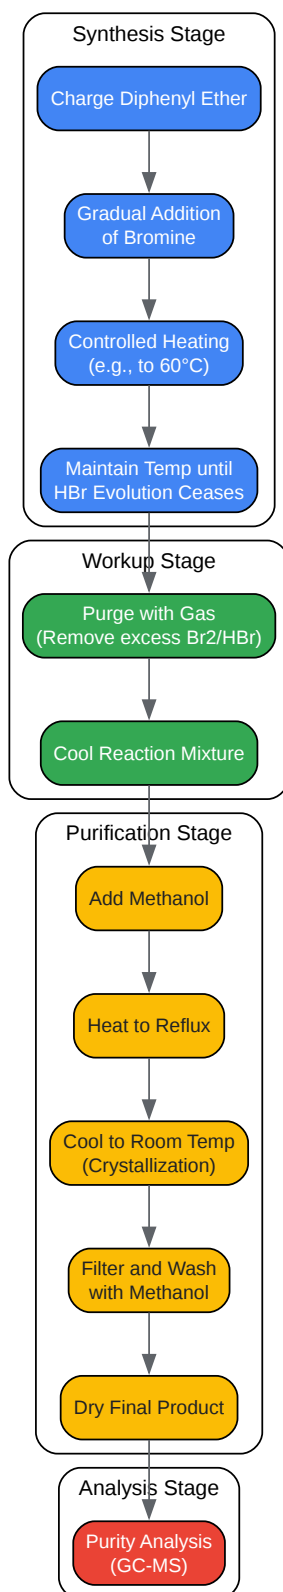 Synthesis Stage
Charge Diphenyl Ether
Gradual Addition
of Bromine
Controlled Heating
(e.g., to 60°C)
Maintain Temp until
HBr Evolution Ceases
Workup Stage
Purge with Gas
(Remove excess Br2/HBr)
Cool Reaction Mixture
Purification Stage
Add Methanol
Heat to Reflux
Cool to Room Temp
(Crystallization)
Filter and Wash
with Methanol
Dry Final Product
Analysis Stage
Purity Analysis
(GC-MS)